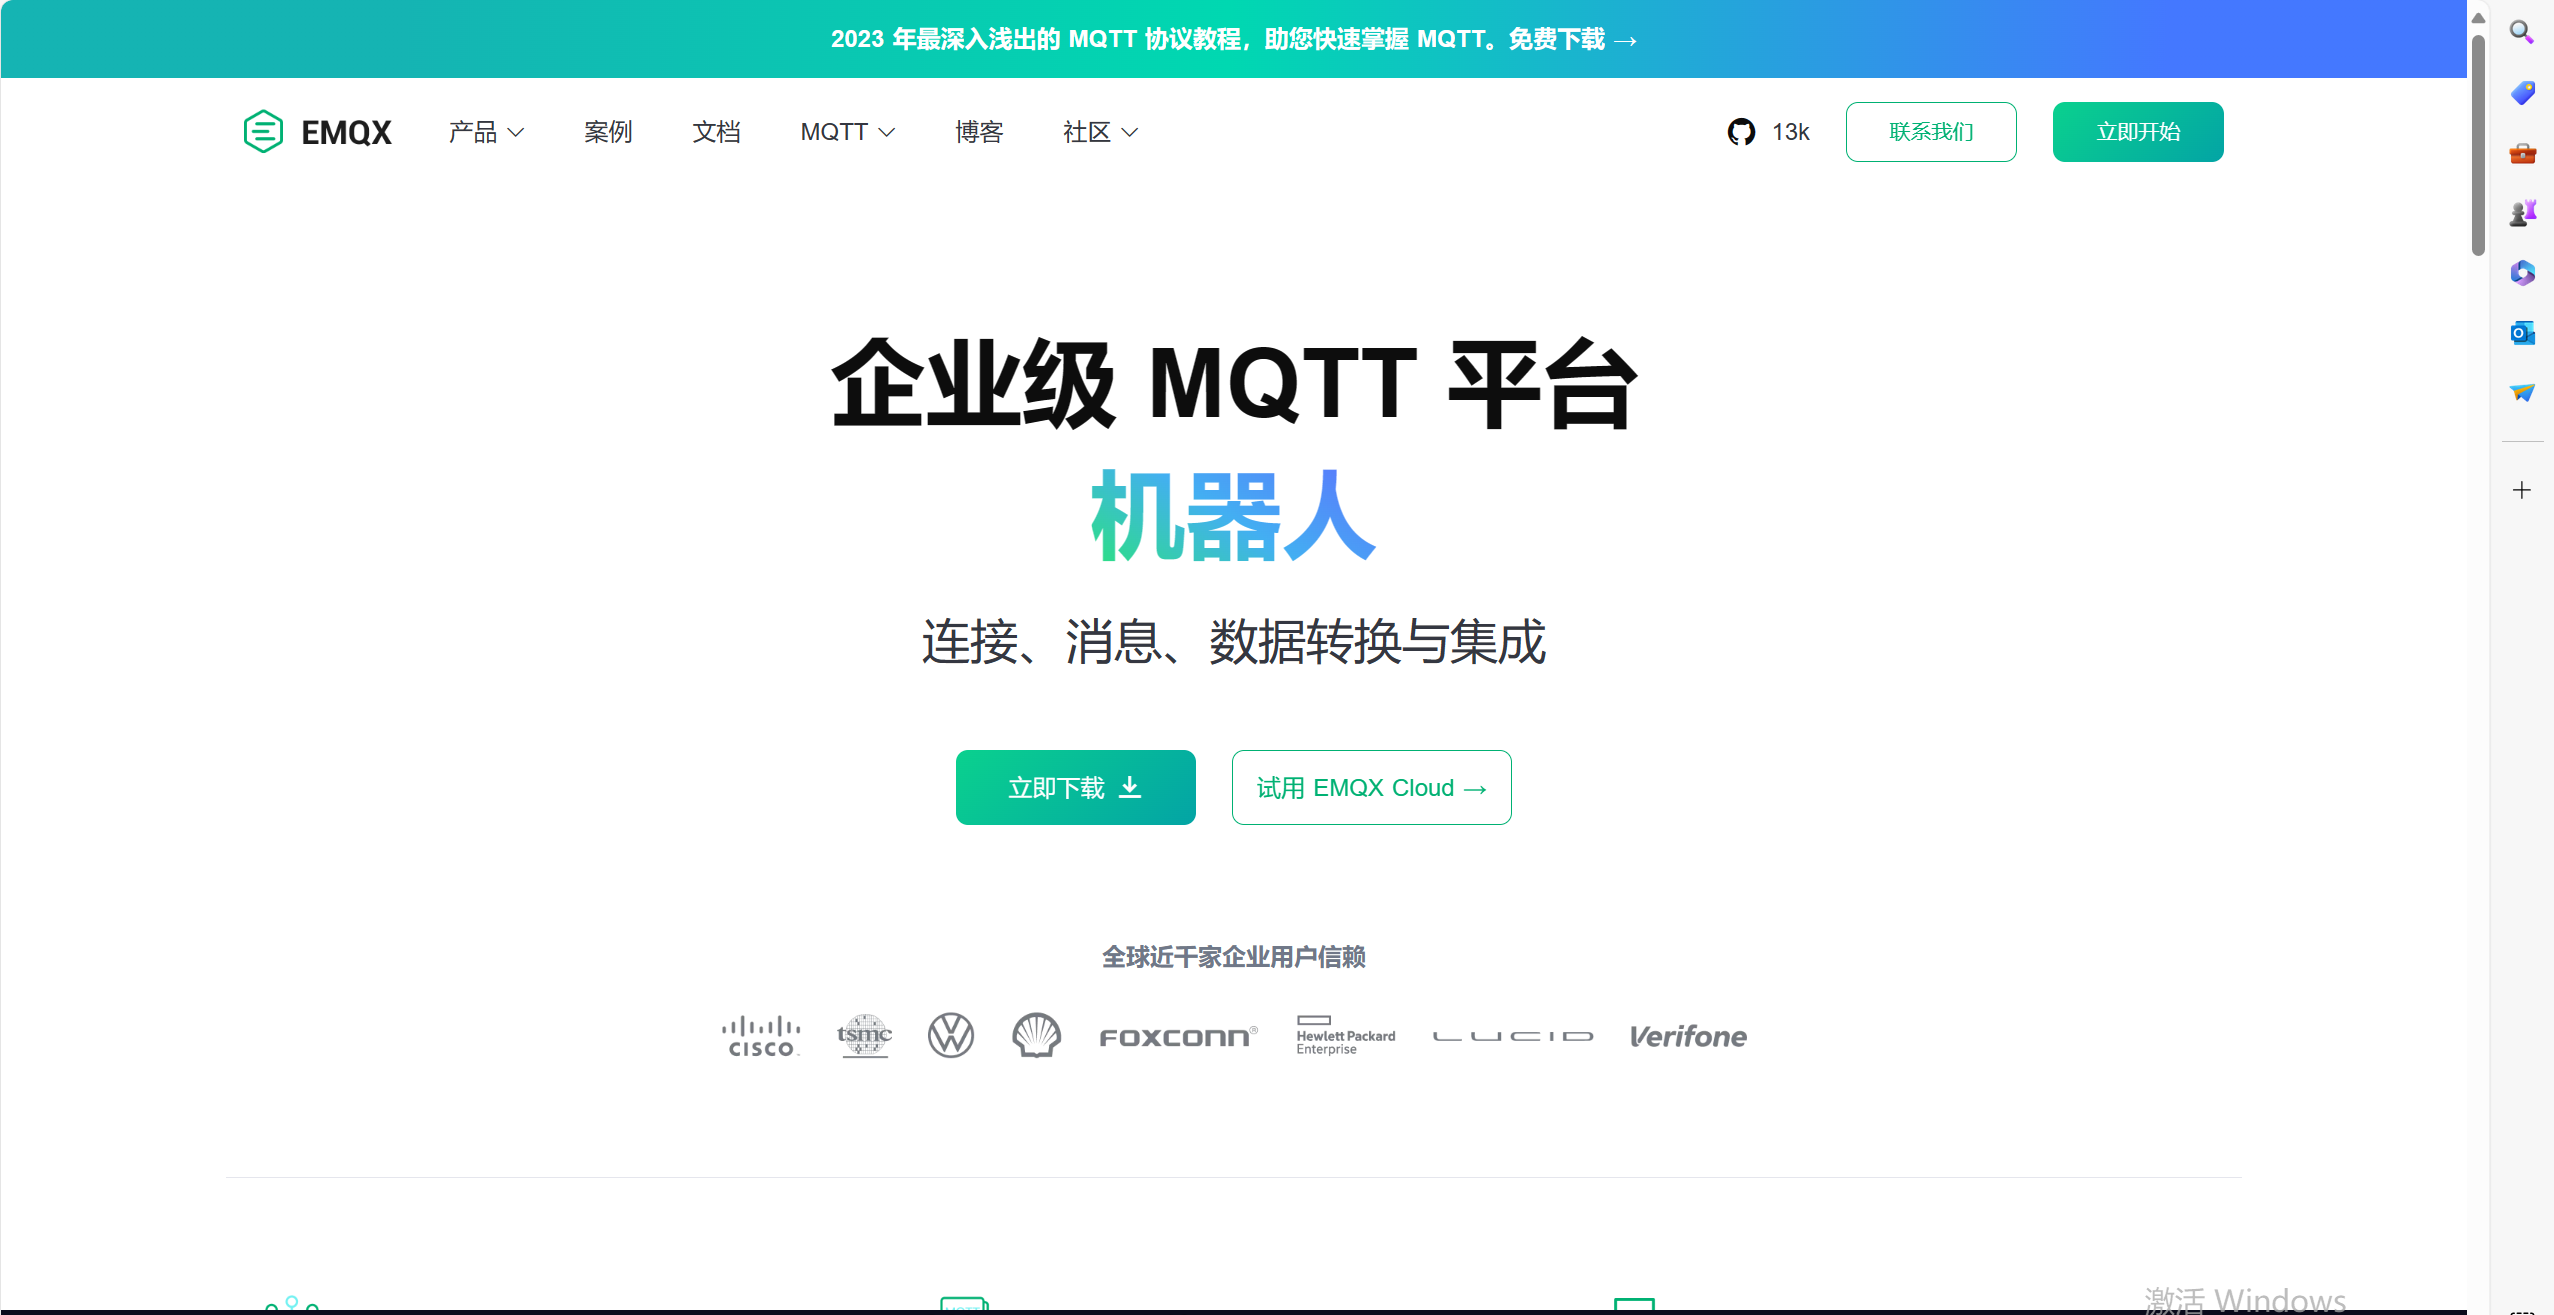 2023 年最深入浅出的 MQTT 协议教程，助您快速掌握 MQTT。免费下载 →
EMQX 产品 案例 文档 MQTT 博客 社区 13k 联系我们 立即开始
企业级 MQTT 平台
机器人
连接、消息、数据转换与集成
立即下载 试用 EMQX Cloud →
全球近千家企业用户信赖
CISCO tsmc FOXCONN® Hewlett Packard Enterprise LUCID Verifone
激活 Windows